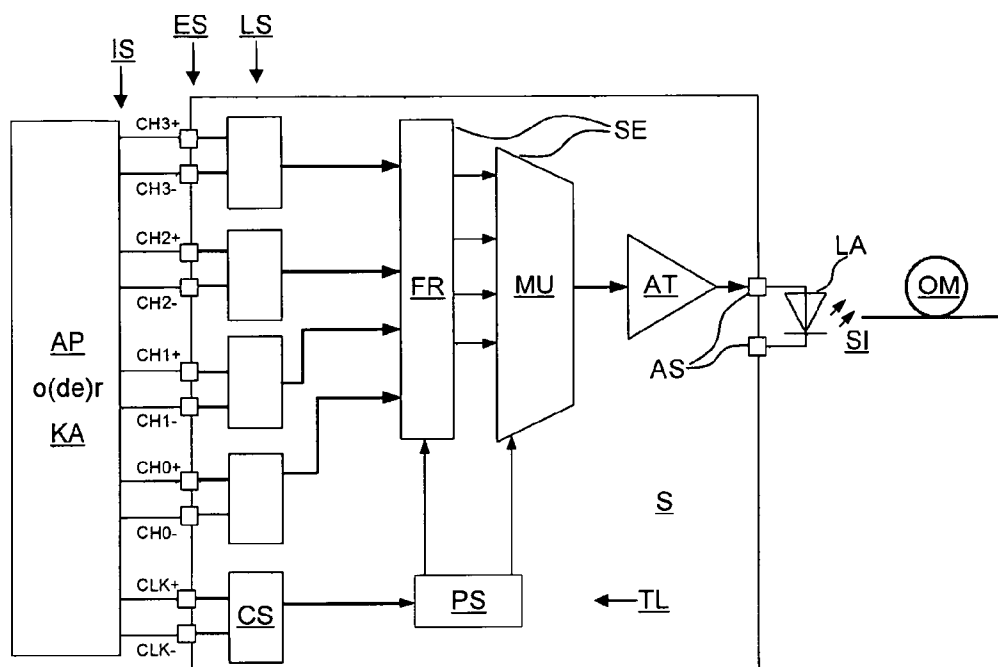 IS
ES
LS
CH3+
CH3-
CH2+
CH2-
CH1+
CH1-
CH0+
CH0-
CLK+
CLK-
AP
o(de)r
KA
CS
FR
SE
MU
AT
PS
AS
LA
SI
OM
S
TL